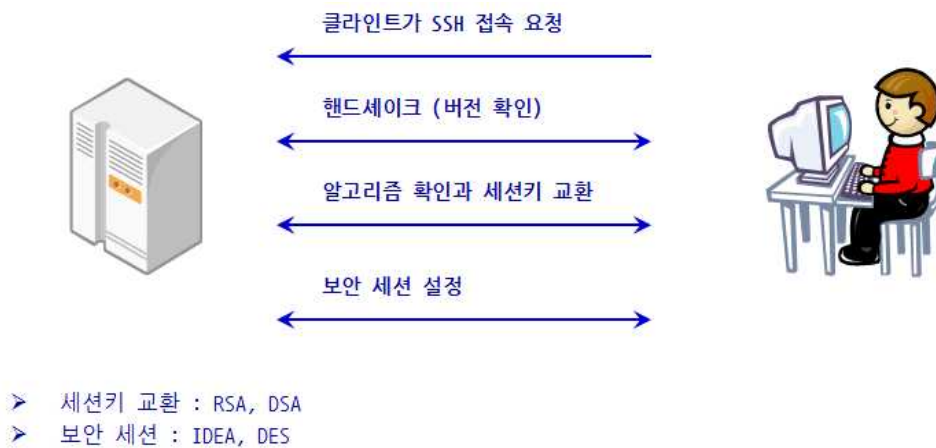 클라인트가 SSH 접속 요청
핸드셰이크 (버전 확인)
알고리즘 확인과 세션키 교환
보안 세션 설정
➢ 세션키 교환 : RSA, DSA
➢ 보안 세션 : IDEA, DES